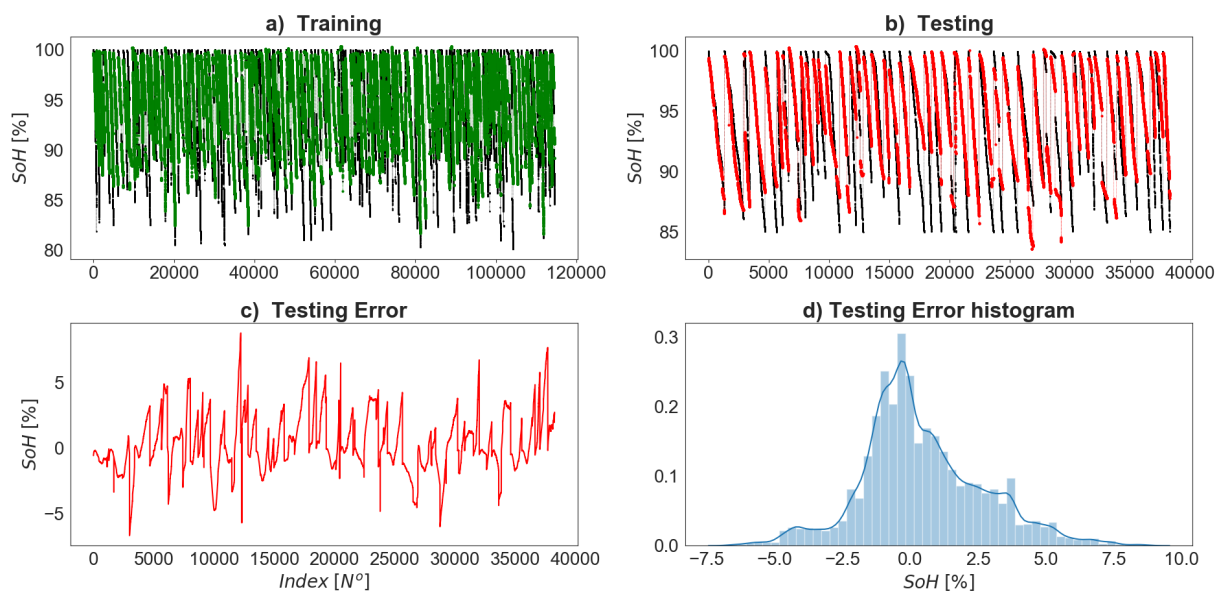 a)  Training
SoH [%]
100
95
90
85
80
0 20000 40000 60000 80000 100000 120000
b)  Testing
SoH [%]
100
95
90
85
0 5000 10000 15000 20000 25000 30000 35000 40000
c)  Testing Error
SoH [%]
5
0
−5
0 5000 10000 15000 20000 25000 30000 35000 40000
Index [Nº]
d) Testing Error histogram
0.3
0.2
0.1
0.0
−7.5 −5.0 −2.5 0.0 2.5 5.0 7.5 10.0
SoH [%]